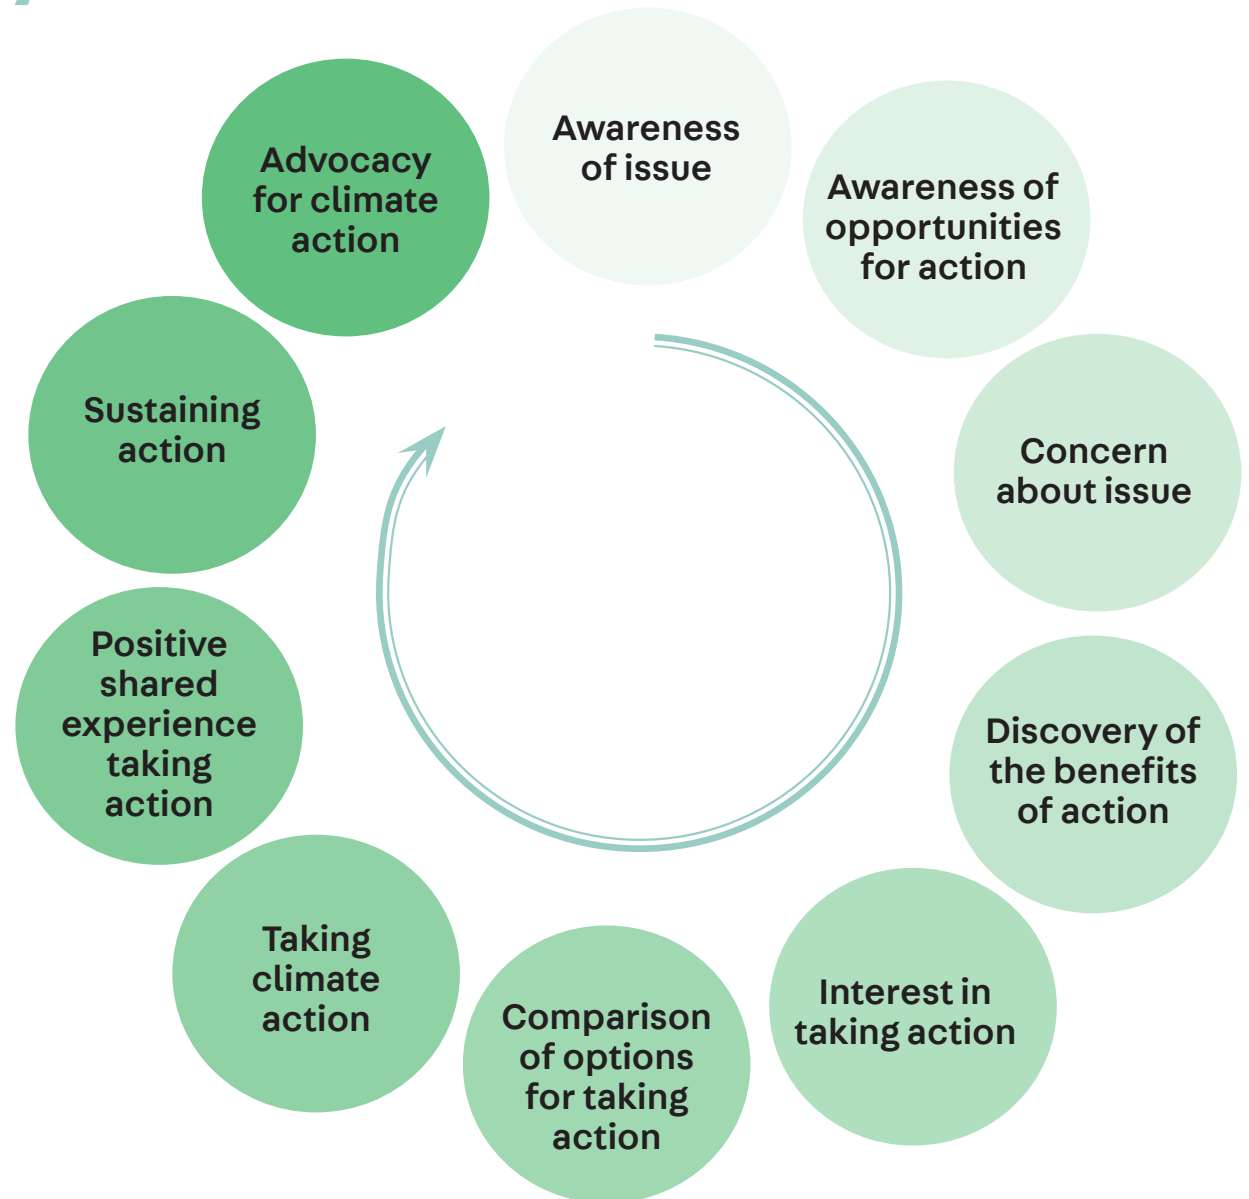 Awareness
of issue
Awareness of
opportunities
for action
Concern
about issue
Discovery of
the benefits
of action
Interest in
taking action
Comparison
of options
for taking
action
Taking
climate
action
Positive
shared
experience
taking
action
Sustaining
action
Advocacy
for climate
action